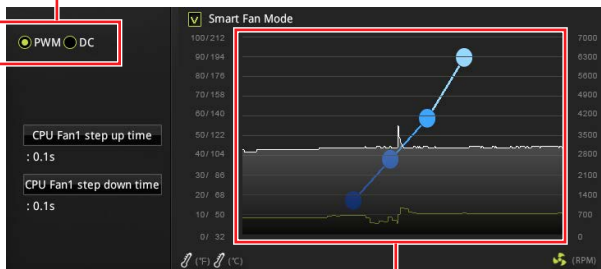 V Smart Fan Mode
PWM DC
100/212 7000
90/194 6300
80/176 5600
70/158 4900
60/140 4200
50/122 3500
40/104 2800
30/ 86 2100
20/ 68 1400
10/ 50 700
0/ 32 0
CPU Fan1 step up time
: 0.1s
CPU Fan1 step down time
: 0.1s
(°F) (°C) (RPM)